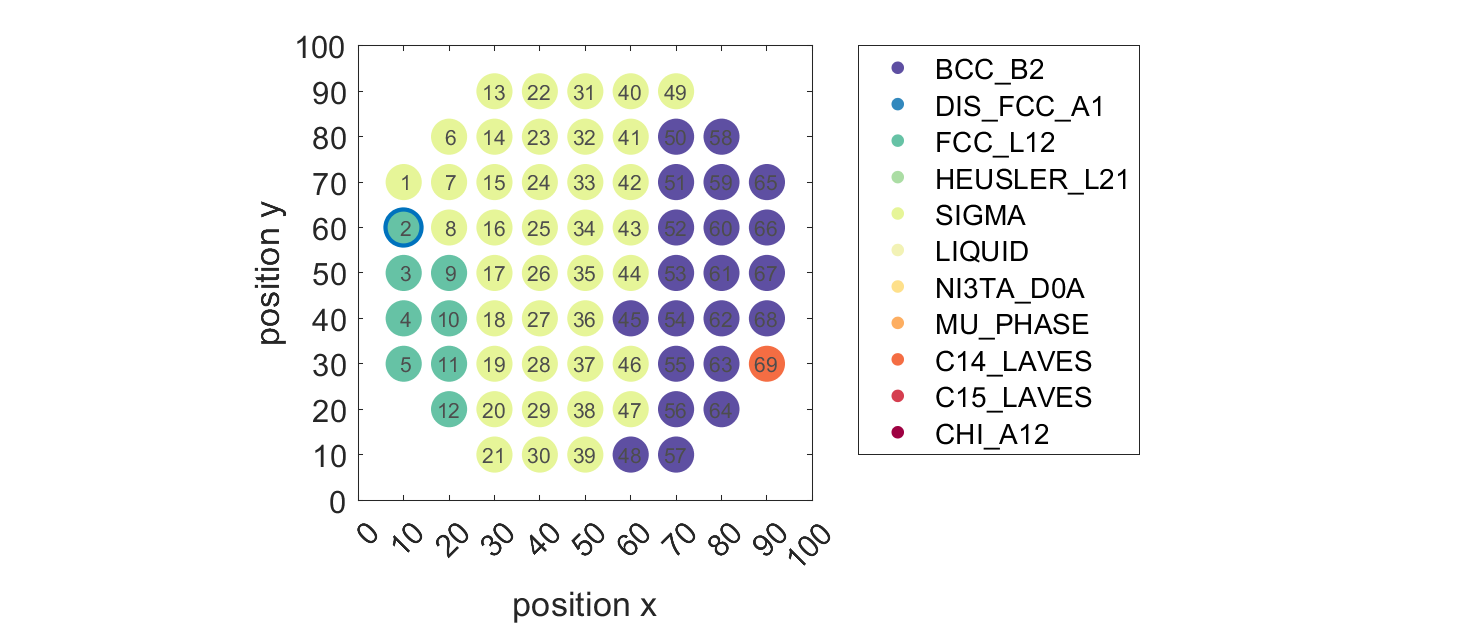 100
90
80
70
60
50
40
30
20
10
0
position y
13 22 31 40 49
6 14 23 32 41 50 58
1 7 15 24 33 42 51 59 65
2 8 16 25 34 43 52 60 66
3 9 17 26 35 44 53 61 67
4 10 18 27 36 45 54 62 68
5 11 19 28 37 46 55 63 69
12 20 29 38 47 56 64
21 30 39 48 57
0 10 20 30 40 50 60 70 80 90 100
position x
BCC_B2
DIS_FCC_A1
FCC_L12
HEUSLER_L21
SIGMA
LIQUID
NI3TA_D0A
MU_PHASE
C14_LAVES
C15_LAVES
CHI_A12